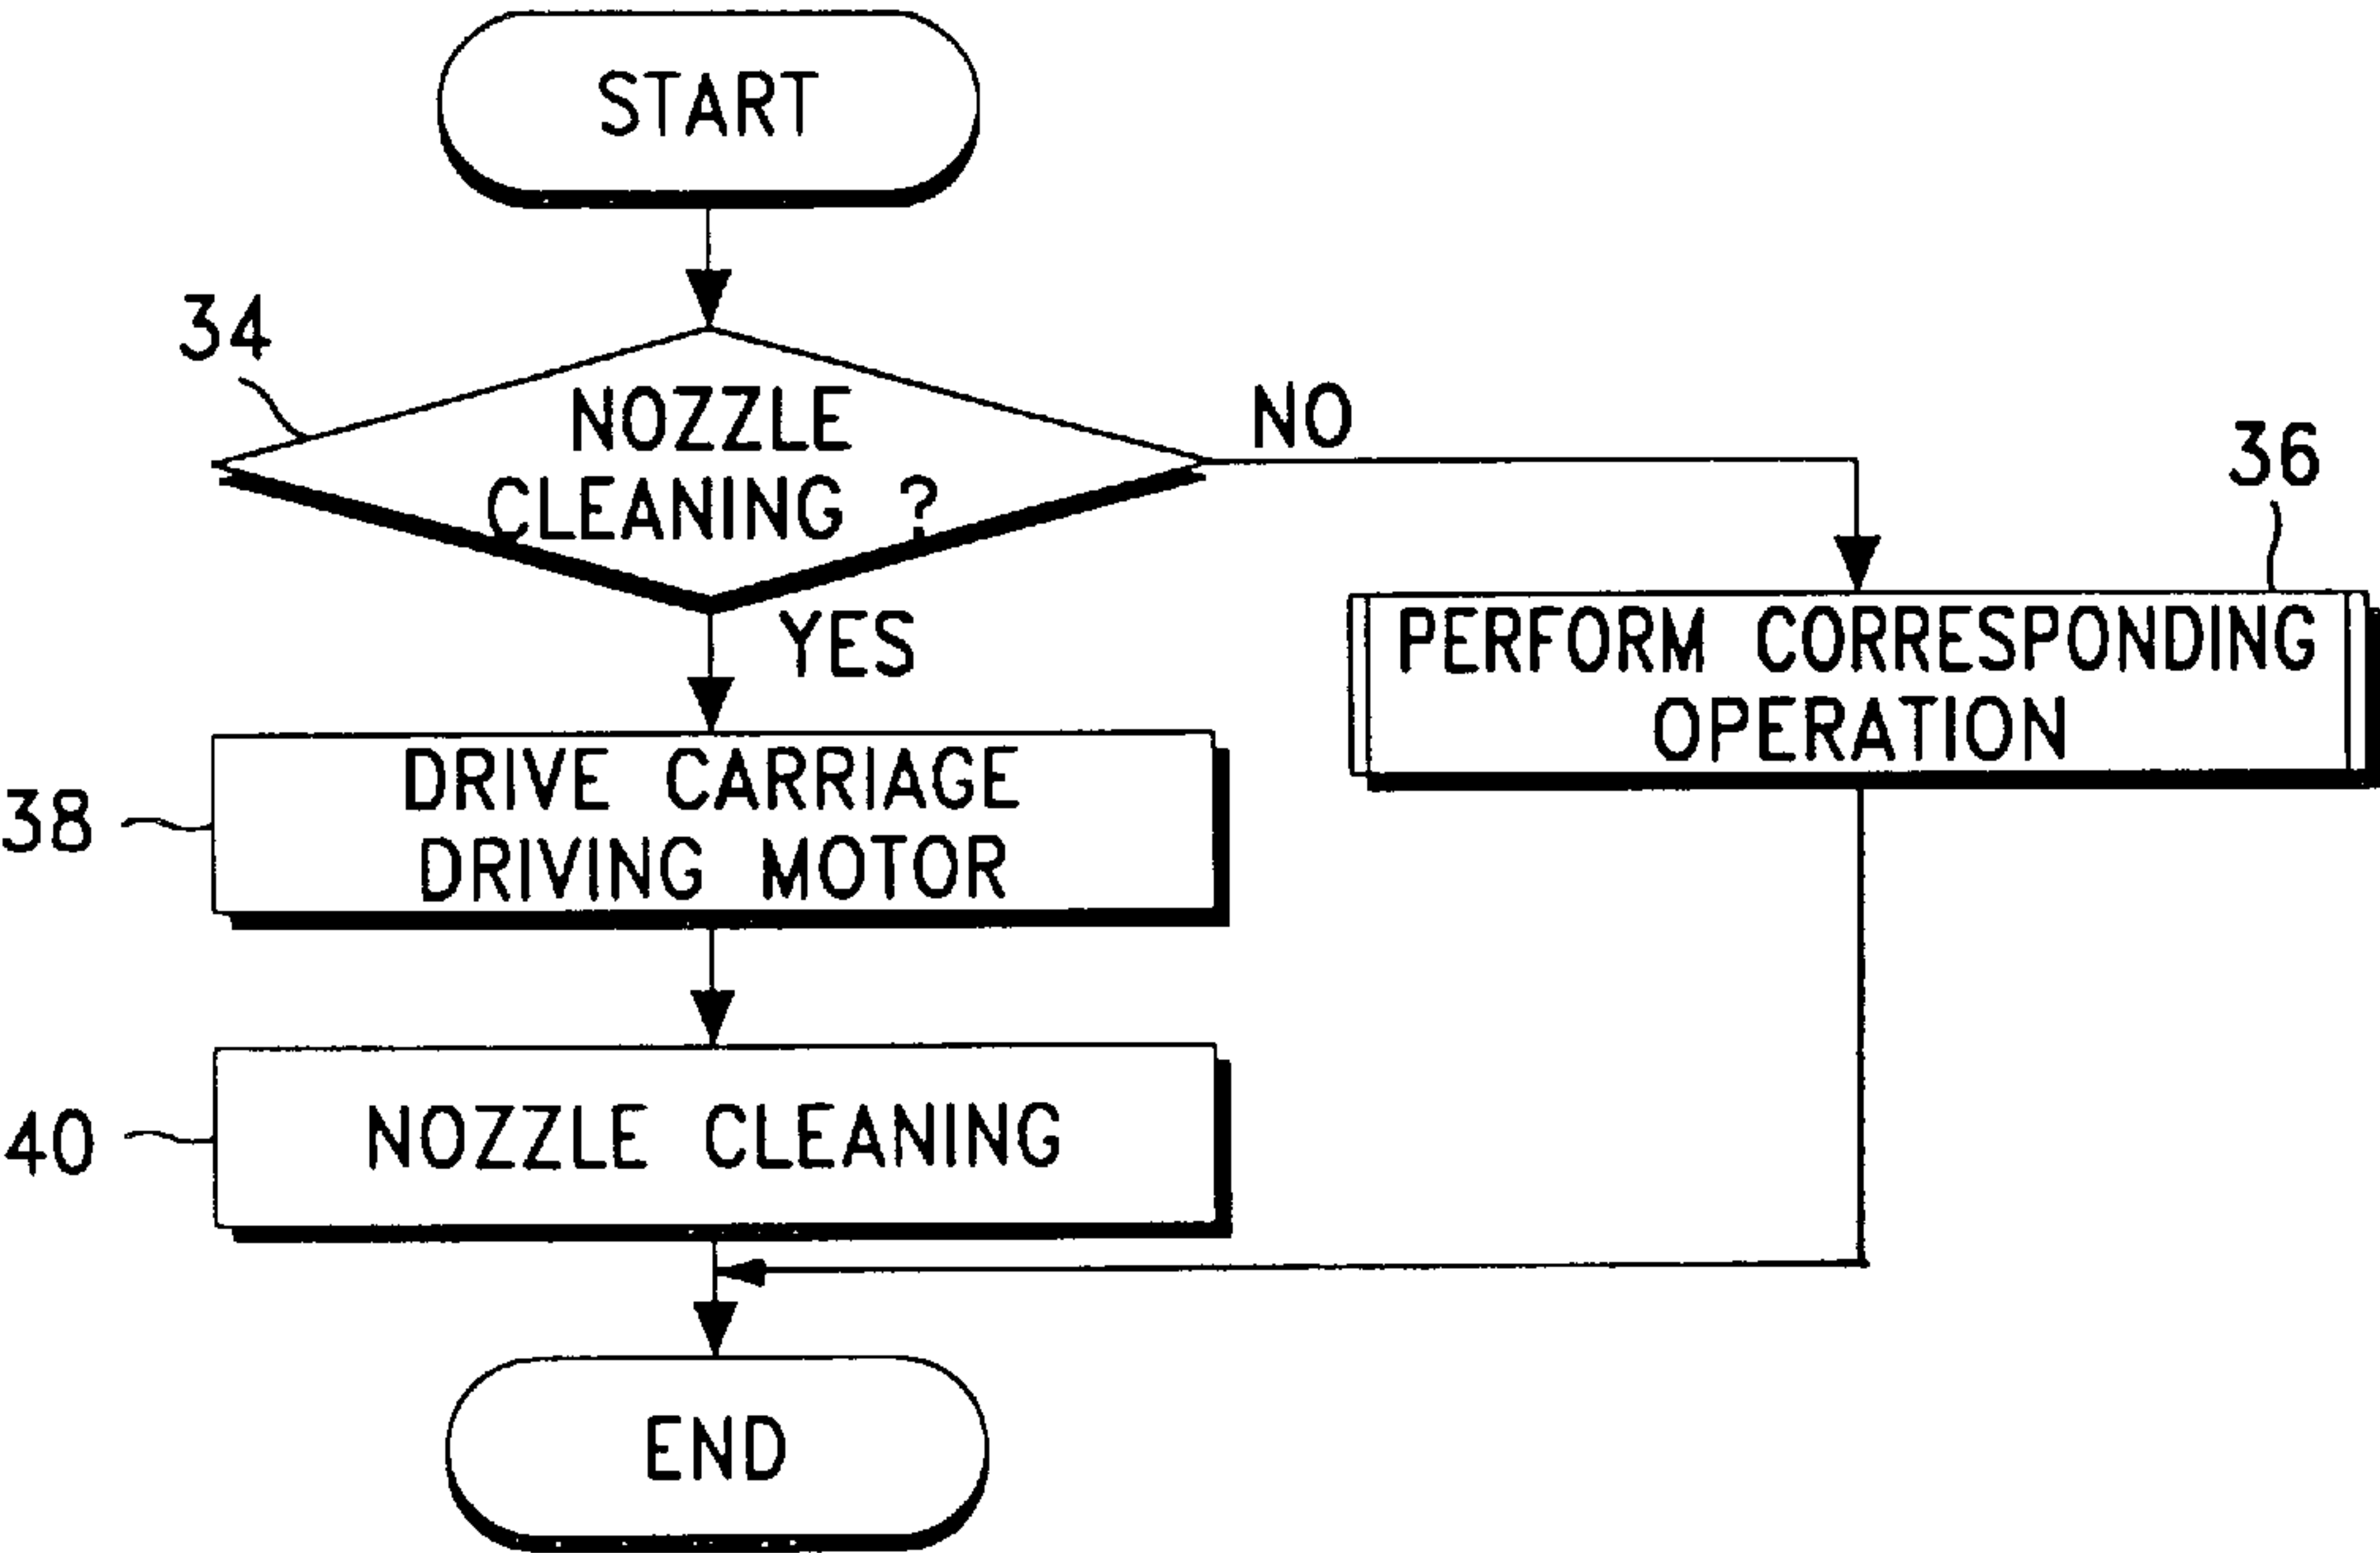 START
34
NOZZLE
CLEANING ?
NO
36
YES
PERFORM CORRESPONDING
OPERATION
38
DRIVE CARRIAGE
DRIVING MOTOR
40
NOZZLE CLEANING
END